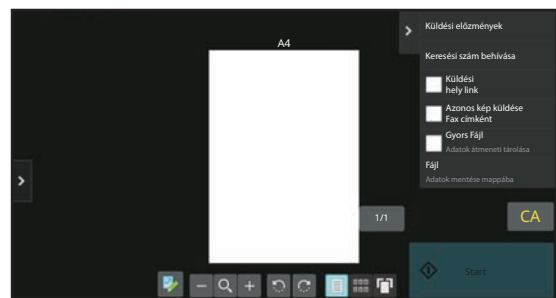 A4
Küldési előzmények
Keresési szám behívása
Küldési
hely link
Azonos kép küldése
Fax címként
Gyors Fájl
Adatok átmeneti tárolása
Fájl
Adatok mentése mappába
1/1
CA
Start